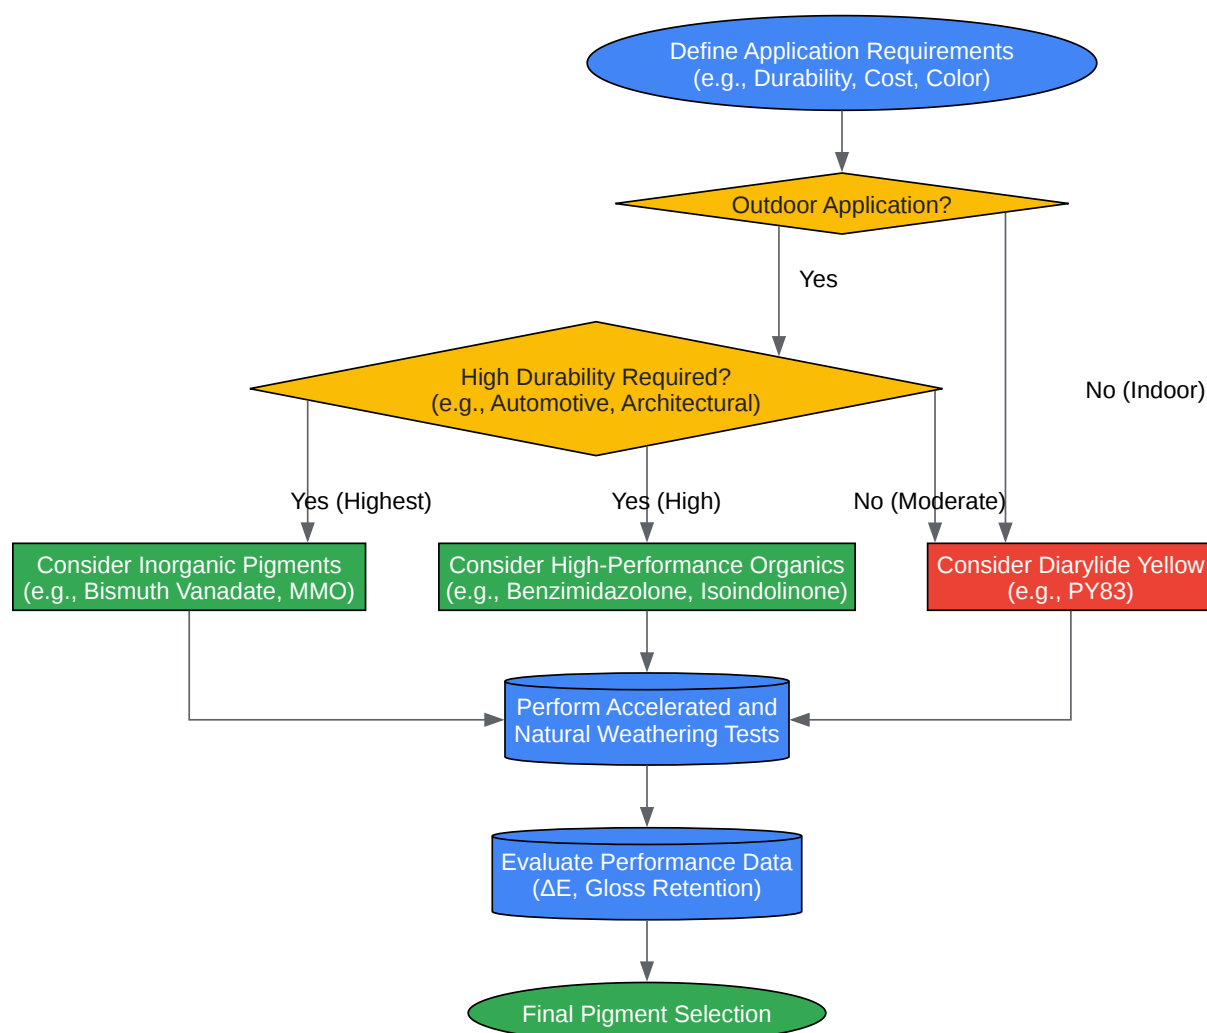 Define Application Requirements
(e.g., Durability, Cost, Color)
Outdoor Application?
Yes
No (Indoor)
High Durability Required?
(e.g., Automotive, Architectural)
Yes (Highest)
Yes (High)
No (Moderate)
Consider Inorganic Pigments
(e.g., Bismuth Vanadate, MMO)
Consider High-Performance Organics
(e.g., Benzimidazolone, Isoindolinone)
Consider Diarylide Yellow
(e.g., PY83)
Perform Accelerated and
Natural Weathering Tests
Evaluate Performance Data
(ΔE, Gloss Retention)
Final Pigment Selection